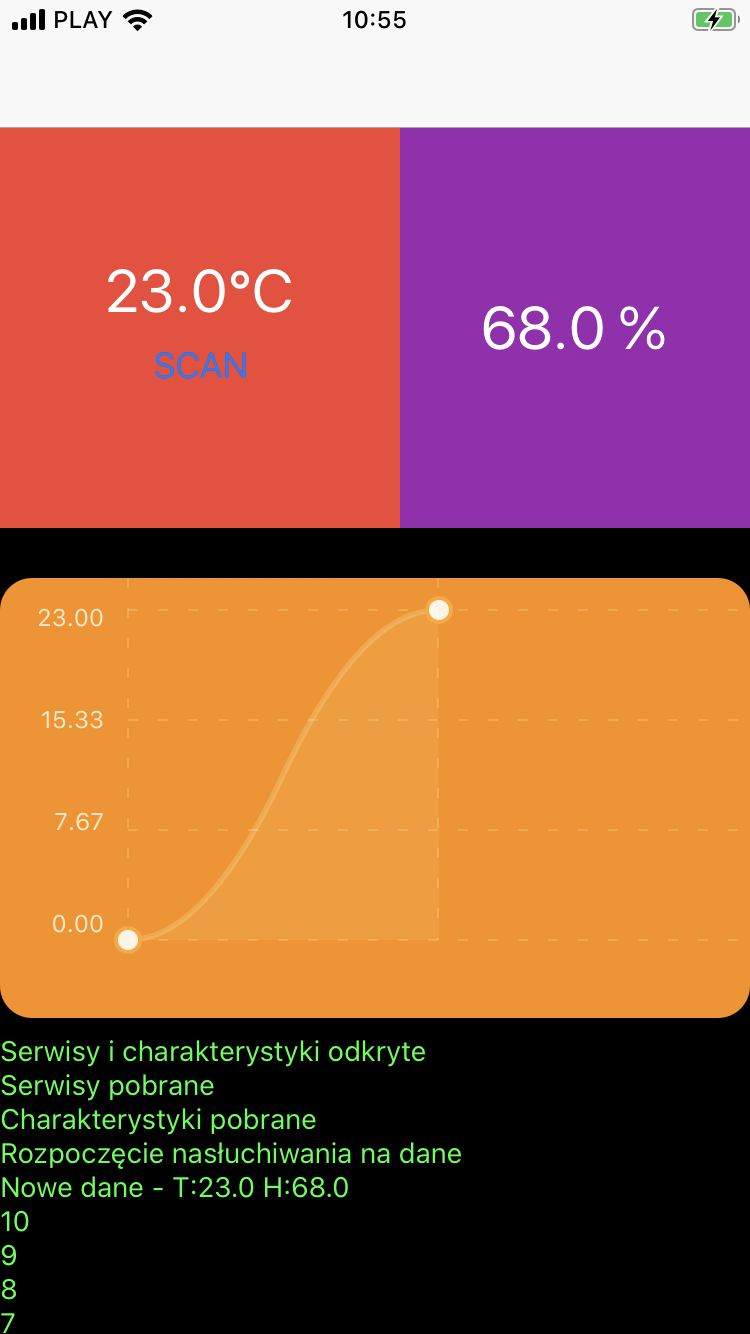 PLAY 10:55
23.0°C
SCAN
68.0 %
23.00
15.33
7.67
0.00
Serwisy i charakterystyki odkryte
Serwisy pobrane
Charakterystyki pobrane
Rozpoczęcie nasłuchiwania na dane
Nowe dane - T:23.0 H:68.0
10
9
8
7